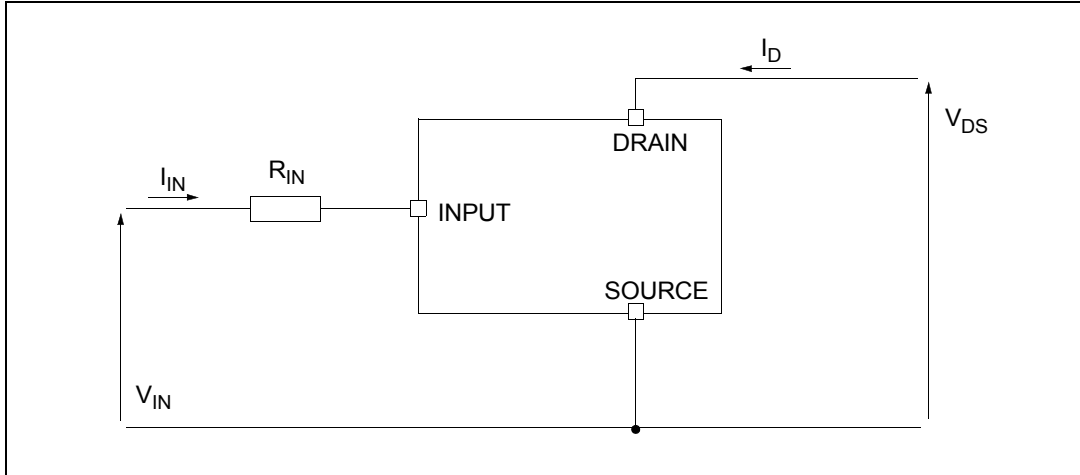 I_D
DRAIN
V_DS
I_IN
R_IN
INPUT
SOURCE
V_IN